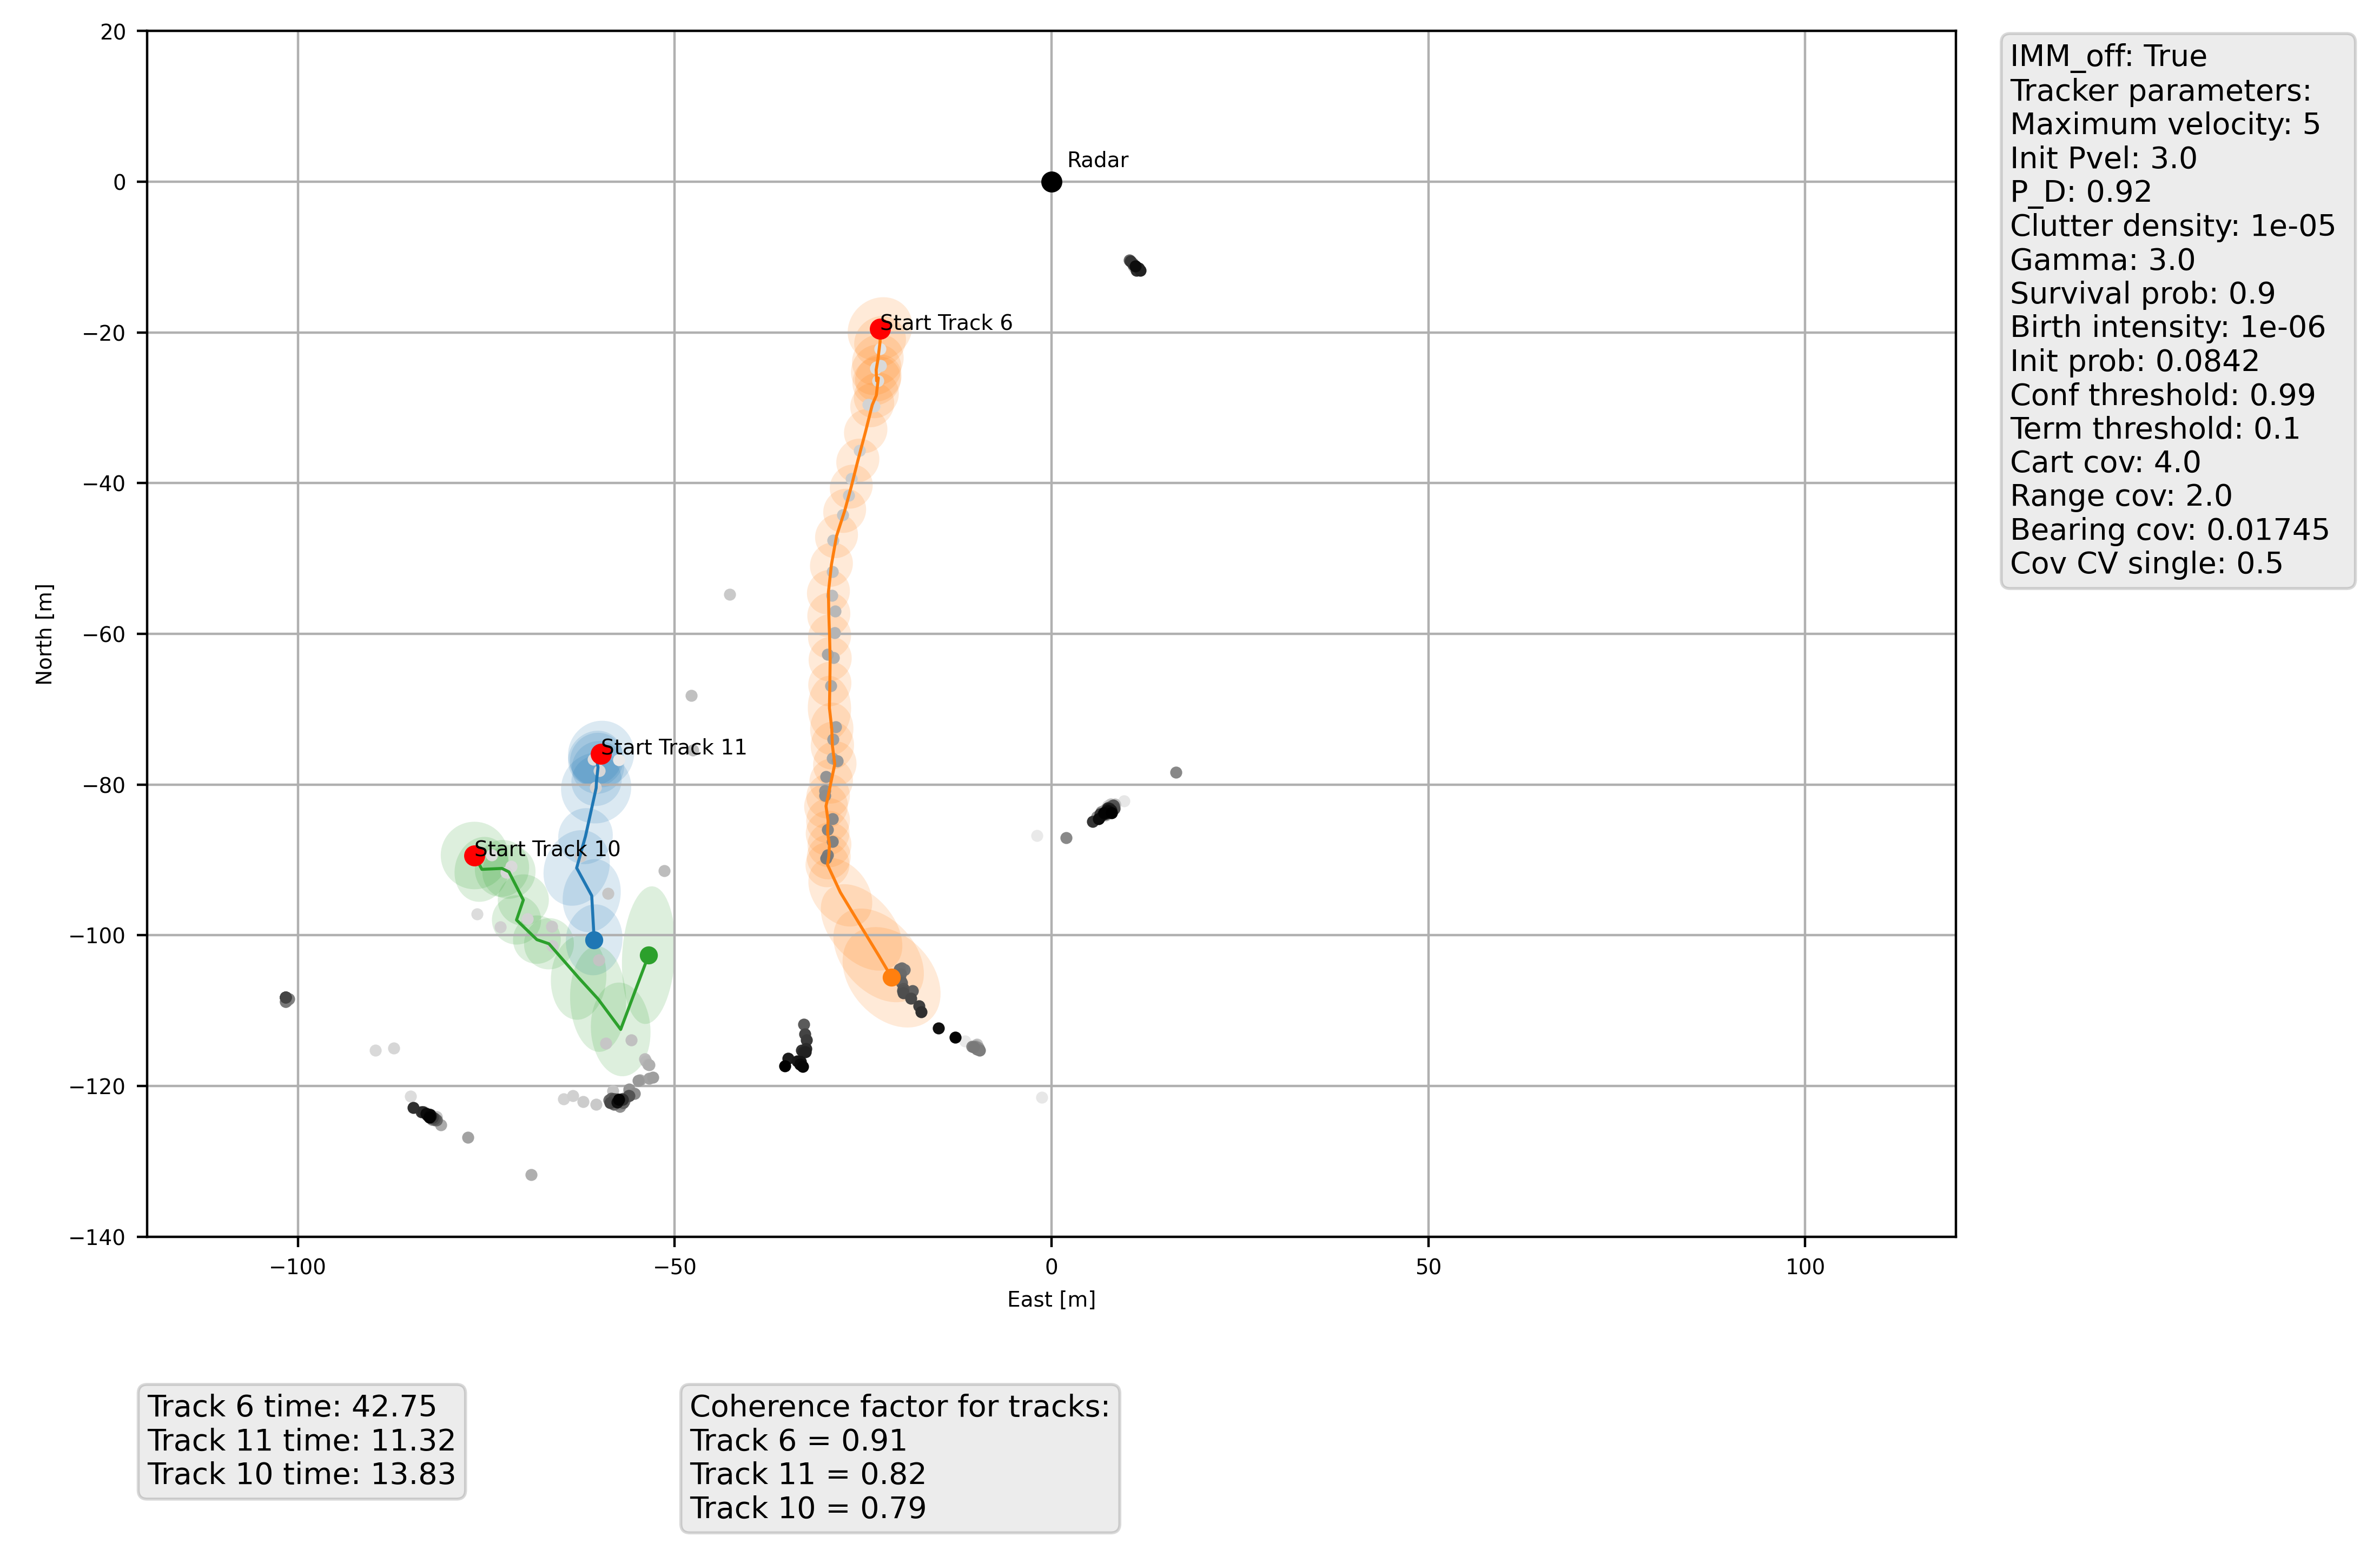 20
0
−20
−40
−60
−80
−100
−120
−140
North [m]
−100
−50
0
50
100
East [m]
Radar
Start Track 6
Start Track 11
Start Track 10
IMM_off: True
Tracker parameters:
Maximum velocity: 5
Init Pvel: 3.0
P_D: 0.92
Clutter density: 1e-05
Gamma: 3.0
Survival prob: 0.9
Birth intensity: 1e-06
Init prob: 0.0842
Conf threshold: 0.99
Term threshold: 0.1
Cart cov: 4.0
Range cov: 2.0
Bearing cov: 0.01745
Cov CV single: 0.5
Track 6 time: 42.75
Track 11 time: 11.32
Track 10 time: 13.83
Coherence factor for tracks:
Track 6 = 0.91
Track 11 = 0.82
Track 10 = 0.79